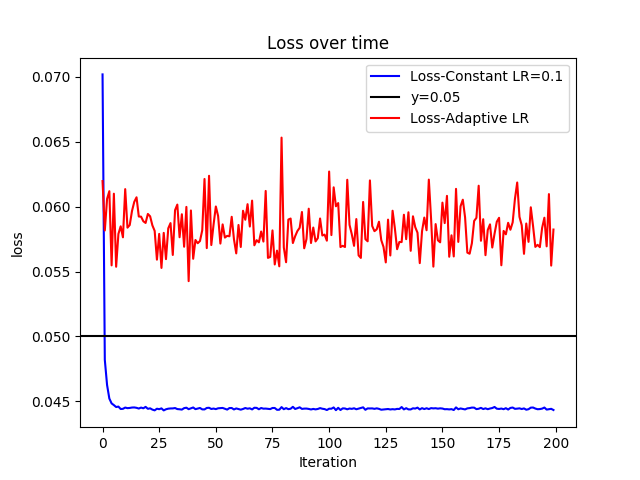 Loss over time
Loss-Constant LR=0.1
y=0.05
Loss-Adaptive LR
loss
0.070
0.065
0.060
0.055
0.050
0.045
0 25 50 75 100 125 150 175 200
Iteration